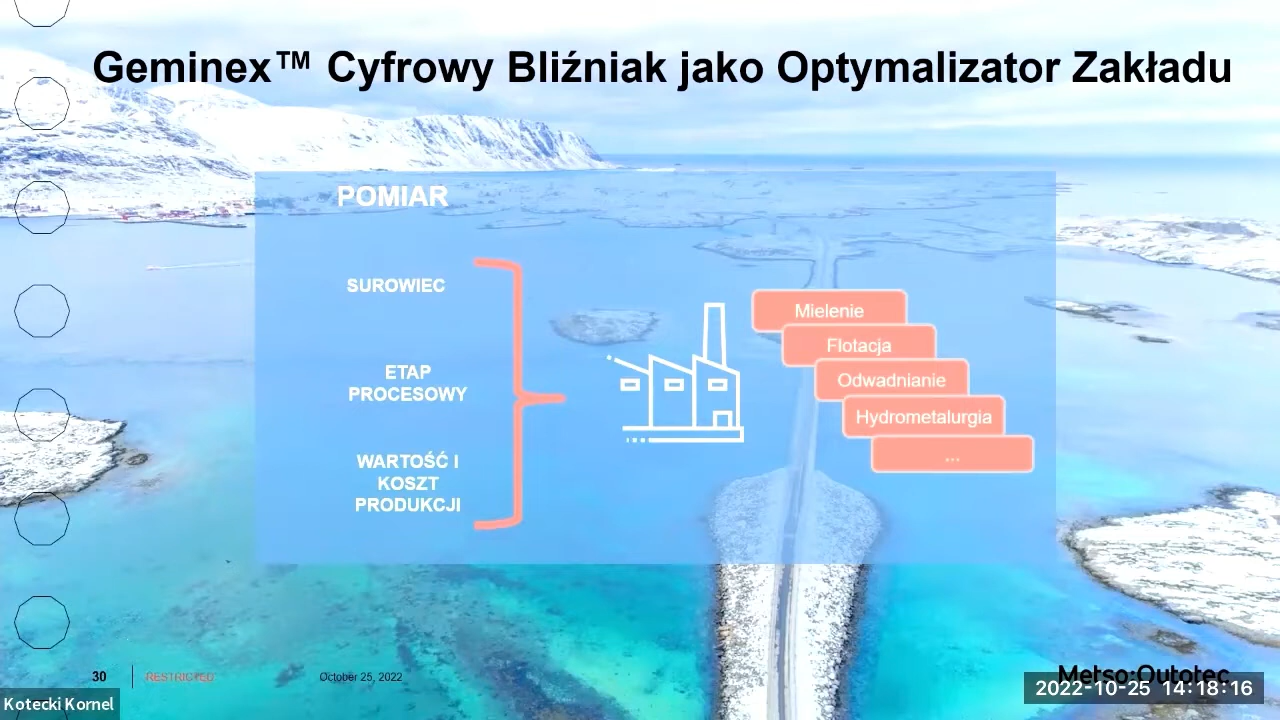 Geminex™ Cyfrowy Bliźniak jako Optymalizator Zakładu
POMIAR
SUROWIEC
ETAP
PROCESOWY
WARTOŚĆ I
KOSZT
PRODUKCJI
Mielenie
Flotacja
Odwadnianie
Hydrometalurgia
...
30
RESTRICTED
October 25, 2022
Metso:Outotec
2022-10-25 14:18:16
Kotecki Kornel